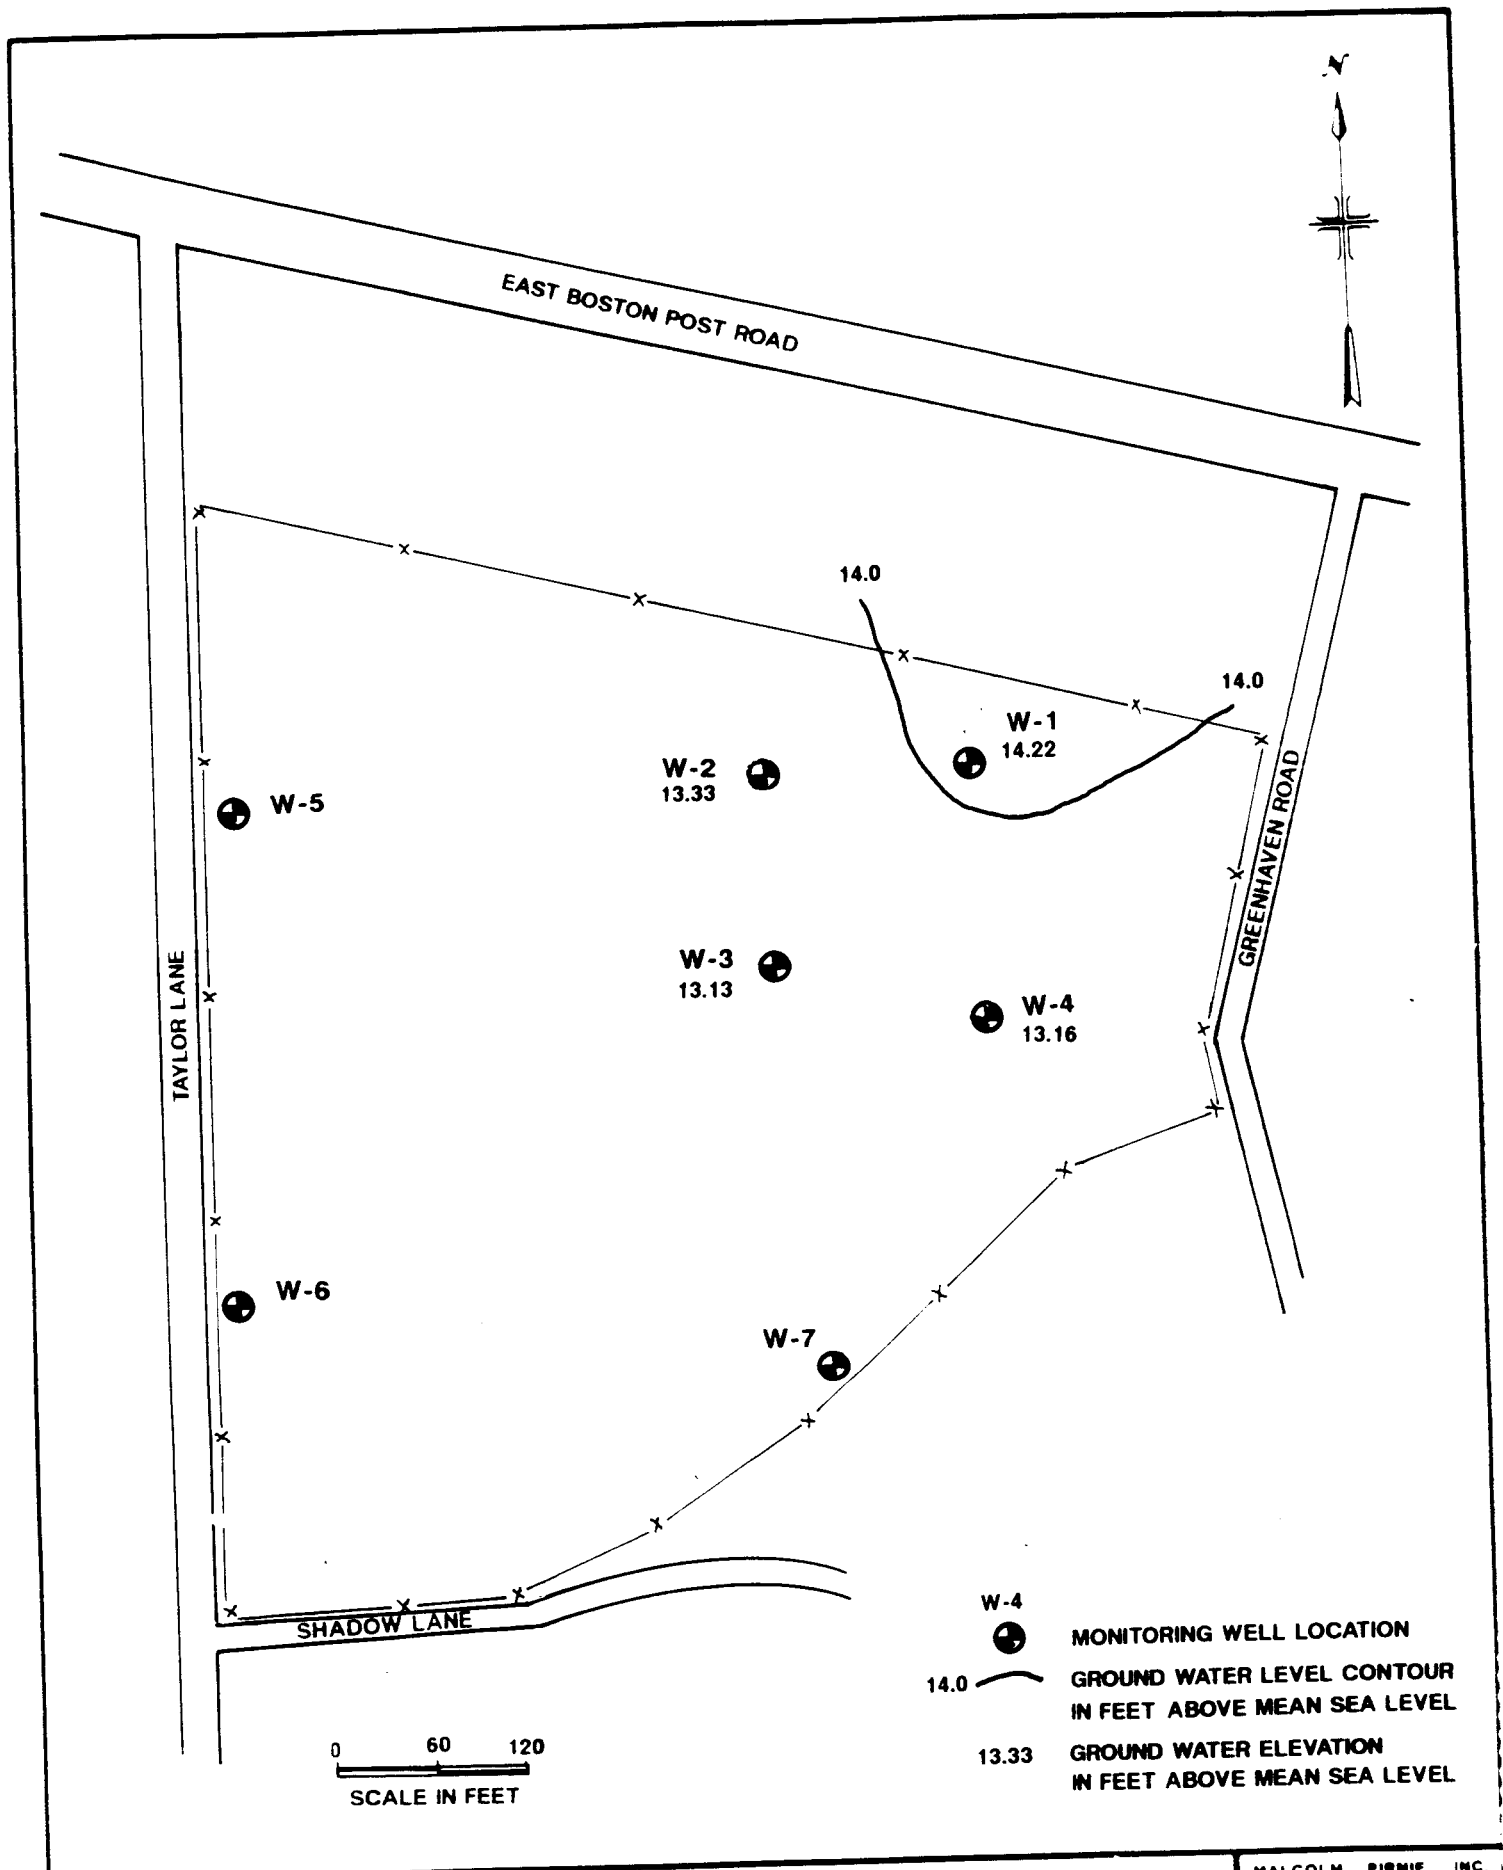 N
EAST BOSTON POST ROAD
14.0
14.0
W-1
14.22
W-2
13.33
W-5
GREENHAVEN ROAD
W-3
13.13
W-4
13.16
TAYLOR LANE
W-6
W-7
SHADOW LANE
W-4
MONITORING WELL LOCATION
14.0 GROUND WATER LEVEL CONTOUR
IN FEET ABOVE MEAN SEA LEVEL
13.33 GROUND WATER ELEVATION
IN FEET ABOVE MEAN SEA LEVEL
0 60 120
SCALE IN FEET
MALCOLM PIRNIE INC